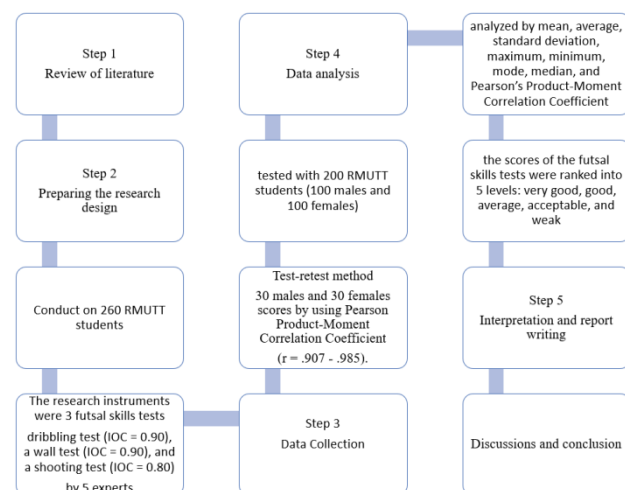 Step 1
Review of literature
Step 2
Preparing the research
design
Conduct on 260 RMUTT
students
The research instruments
were 3 futsal skills tests
dribbling test (IOC = 0.90),
a wall test (IOC = 0.90), and
a shooting test (IOC = 0.80)
by 5 experts
Step 3
Data Collection
Test-retest method
30 males and 30 females
scores by using Pearson
Product-Moment
Correlation Coefficient
(r = .907 - .985).
tested with 200 RMUTT
students (100 males and
100 females)
Step 4
Data analysis
analyzed by mean, average,
standard deviation,
maximum, minimum,
mode, median, and
Pearson's Product-Moment
Correlation Coefficient
the scores of the futsal
skills tests were ranked into
5 levels: very good, good,
average, acceptable, and
weak
Step 5
Interpretation and report
writing
Discussions and conclusion